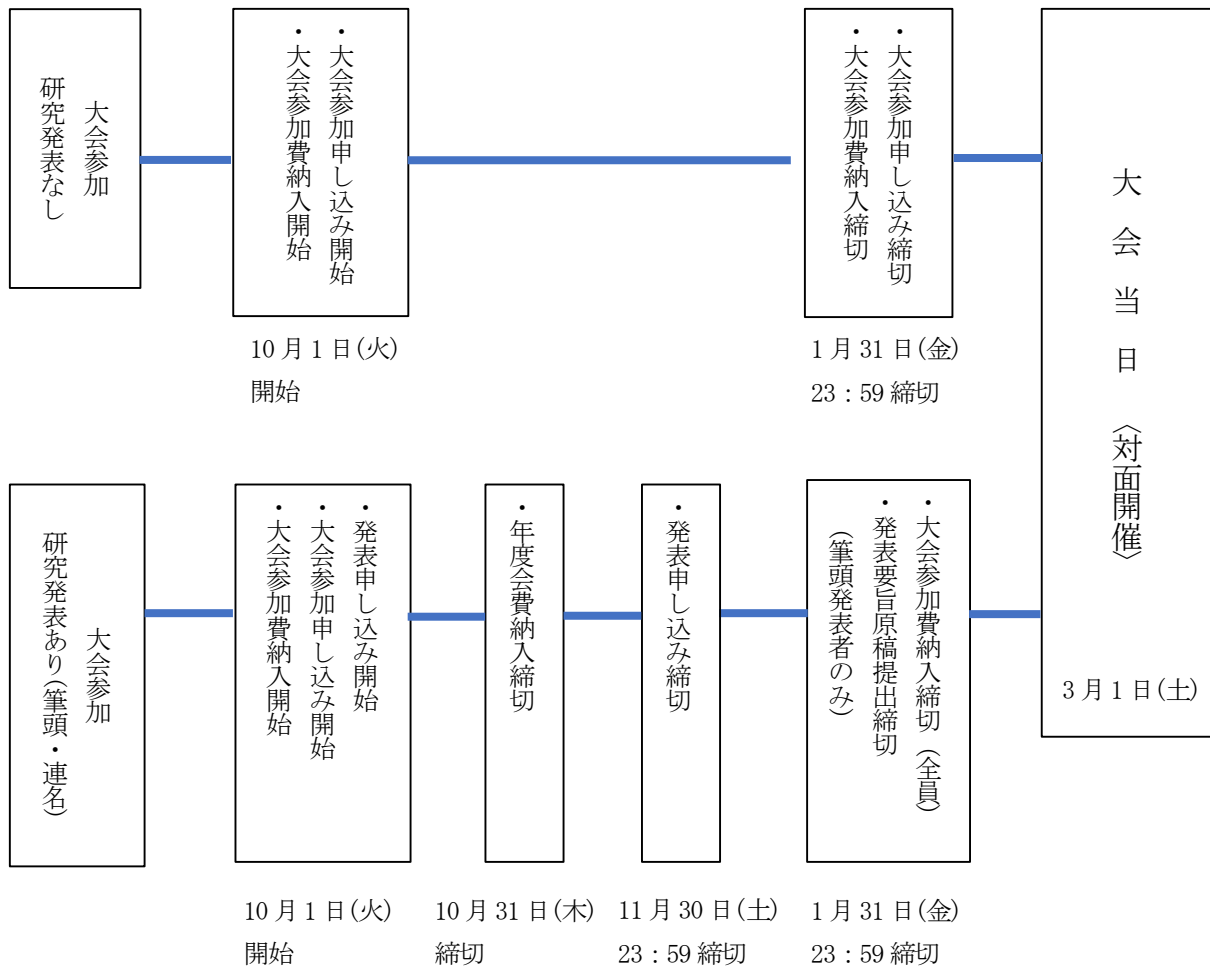 大会参加
研究発表なし
・大会参加申し込み開始
・大会参加費納入開始
10月1日(火)
開始
・大会参加申し込み締切
・大会参加費納入締切
1月31日(金)
23：59締切
大会参加
研究発表あり(筆頭・連名)
・発表申し込み開始
・大会参加申し込み開始
・大会参加費納入開始
10月1日(火)
開始
・年度会費納入締切
10月31日(木)
締切
・発表申し込み締切
11月30日(土)
23：59締切
・大会参加費納入締切（全員）
・発表要旨原稿提出締切
（筆頭発表者のみ）
1月31日(金)
23：59締切
大会当日〈対面開催〉
3月1日(土)